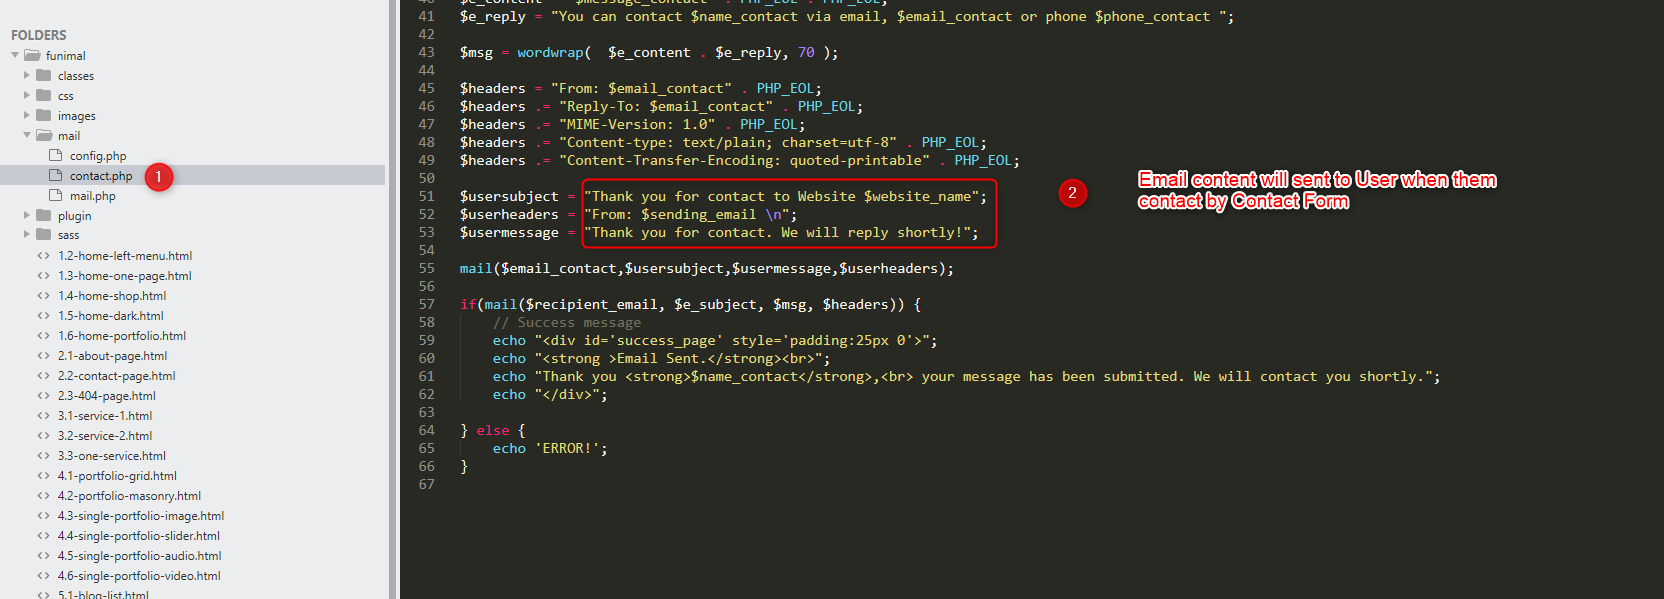 FOLDERS
funimal
classes
css
images
mail
config.php
contact.php
1
mail.php
plugin
sass
1.2-home-left-menu.html
1.3-home-one-page.html
1.4-home-shop.html
1.5-home-dark.html
1.6-home-portfolio.html
2.1-about-page.html
2.2-contact-page.html
2.3-404-page.html
3.1-service-1.html
3.2-service-2.html
3.3-one-service.html
4.1-portfolio-grid.html
4.2-portfolio-masonry.html
4.3-single-portfolio-image.html
4.4-single-portfolio-slider.html
4.5-single-portfolio-audio.html
4.6-single-portfolio-video.html
5.1-blog-list.html
41 $e_reply = "You can contact $name_contact via email, $email_contact or phone $phone_contact ";
42
43 $msg = wordwrap(  $e_content . $e_reply, 70 );
44
45 $headers = "From: $email_contact" . PHP_EOL;
46 $headers .= "Reply-To: $email_contact" . PHP_EOL;
47 $headers .= "MIME-Version: 1.0" . PHP_EOL;
48 $headers .= "Content-type: text/plain; charset=utf-8" . PHP_EOL;
49 $headers .= "Content-Transfer-Encoding: quoted-printable" . PHP_EOL;
50
51 $usersubject = "Thank you for contact to Website $website_name";
52 $userheaders = "From: $sending_email \n";
53 $usermessage = "Thank you for contact. We will reply shortly!";
54
55 mail($email_contact,$usersubject,$usermessage,$userheaders);
56
57 if(mail($recipient_email, $e_subject, $msg, $headers)) {
58     // Success message
59     echo "<div id='success_page' style='padding:25px 0'>";
60     echo "<strong >Email Sent.</strong><br>";
61     echo "Thank you <strong>$name_contact</strong>,<br> your message has been submitted. We will contact you shortly.";
62     echo "</div>";
63
64 } else {
65     echo 'ERROR!';
66 }
67
2
Email content will sent to User when them
contact by Contact Form